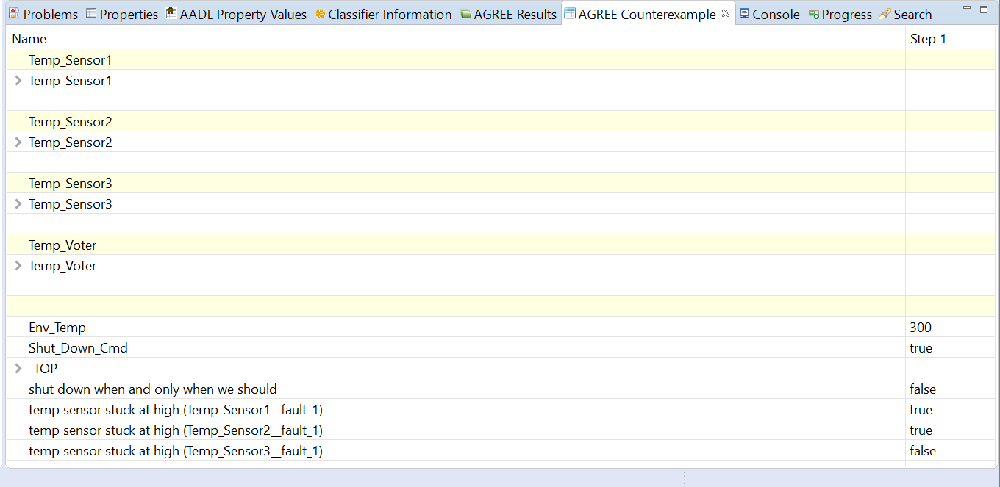 Problems Properties AADL Property Values Classifier Information AGREE Results AGREE Counterexample Console Progress Search
Name Step 1
Temp_Sensor1
Temp_Sensor1
Temp_Sensor2
Temp_Sensor2
Temp_Sensor3
Temp_Sensor3
Temp_Voter
Temp_Voter
Env_Temp 300
Shut_Down_Cmd true
_TOP
shut down when and only when we should false
temp sensor stuck at high (Temp_Sensor1__fault_1) true
temp sensor stuck at high (Temp_Sensor2__fault_1) true
temp sensor stuck at high (Temp_Sensor3__fault_1) false